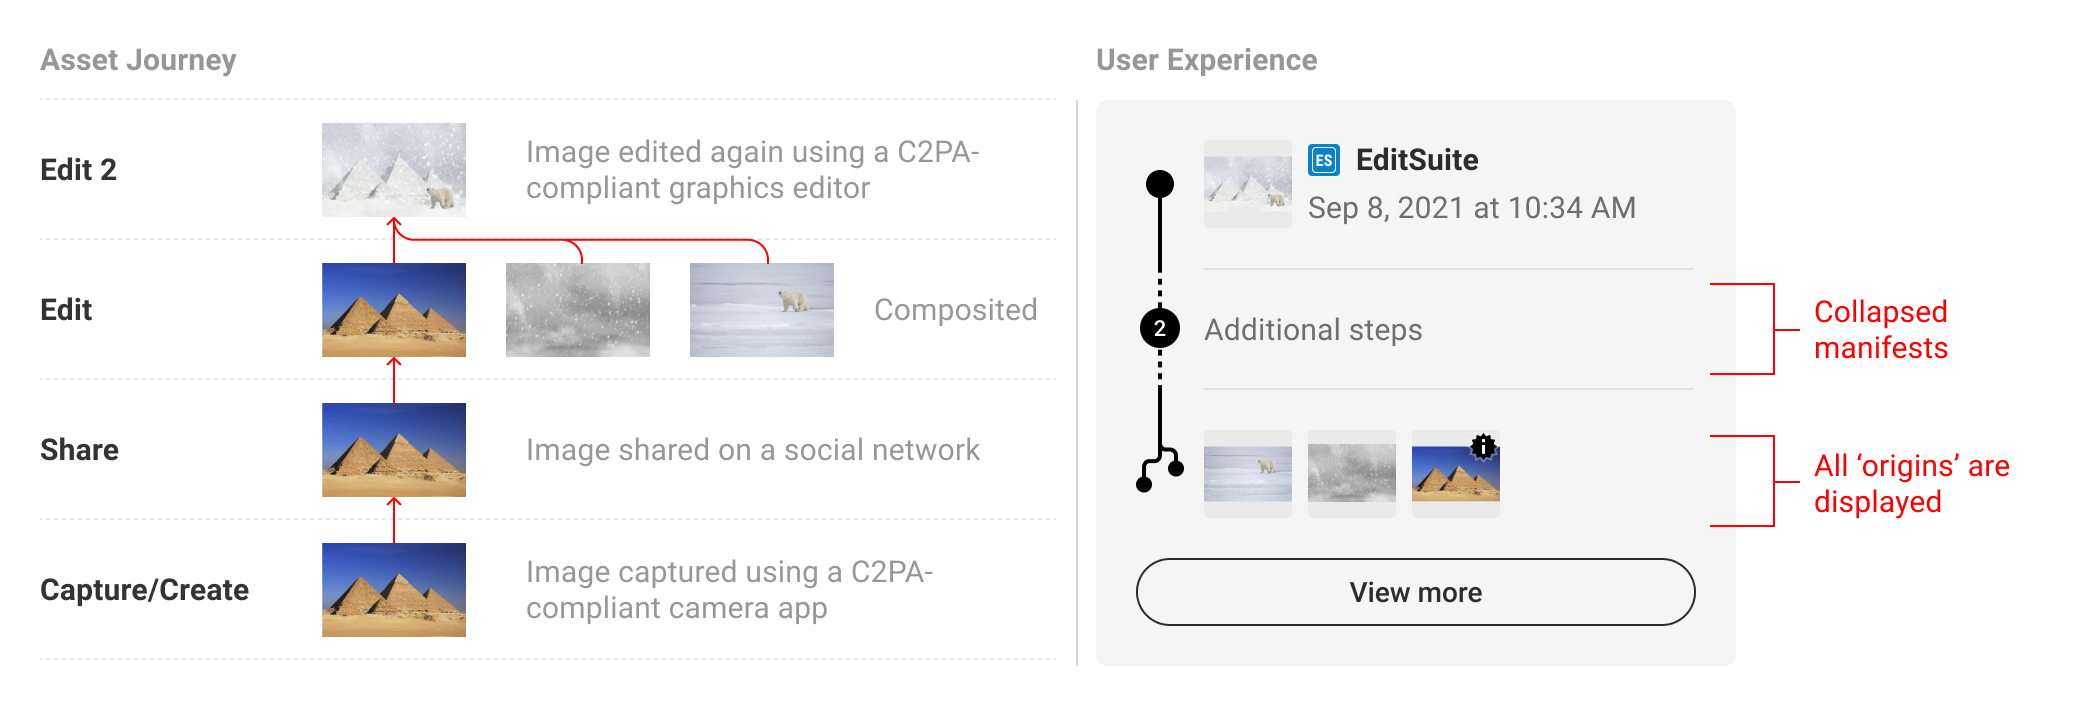 Asset Journey
User Experience
Edit 2
Image edited again using a C2PA-
compliant graphics editor
Edit
Composited
Share
Image shared on a social network
Capture/Create
Image captured using a C2PA-
compliant camera app
ES EditSuite
Sep 8, 2021 at 10:34 AM
2 Additional steps
i
View more
Collapsed
manifests
All ‘origins’ are
displayed